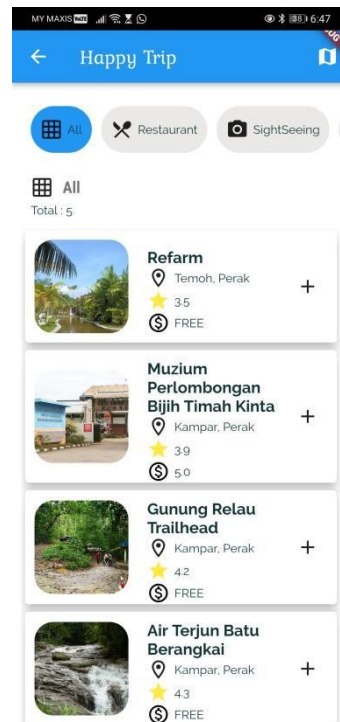 MY MAXIS
6:47
Happy Trip
All
Restaurant
SightSeeing
All
Total : 5
Refarm
Temoh, Perak
3.5
FREE
Muzium
Perlombongan
Bijih Timah Kinta
Kampar, Perak
3.9
5.0
Gunung Relau
Trailhead
Kampar, Perak
4.2
FREE
Air Terjun Batu
Berangkai
Kampar, Perak
4.3
FREE